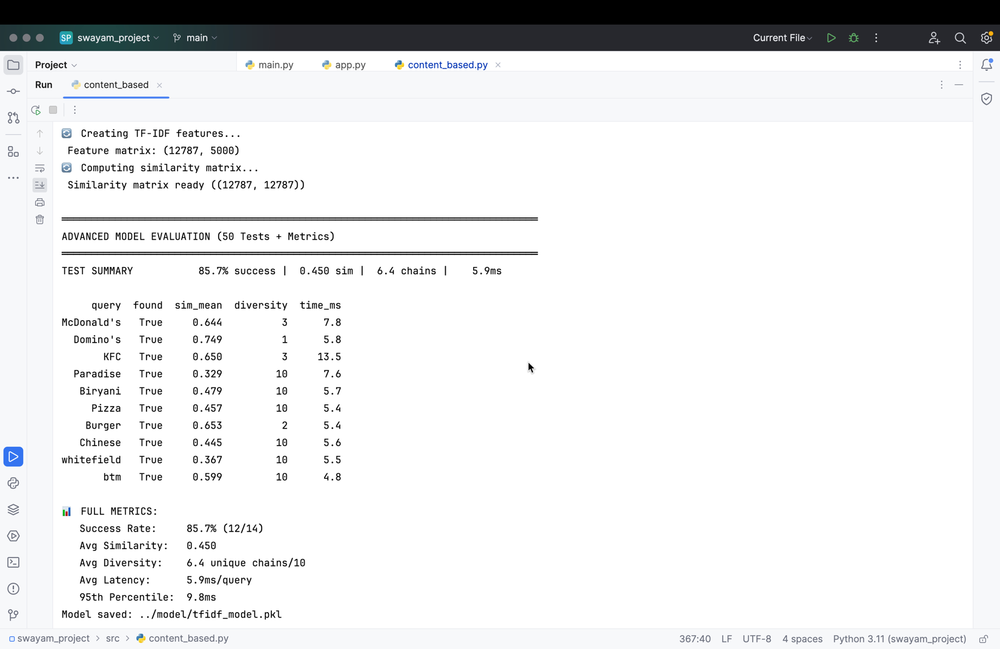 SP swayam_project main Current File
Project main.py app.py content_based.py
Run content_based
Creating TF-IDF features...
Feature matrix: (12787, 5000)
Computing similarity matrix...
Similarity matrix ready ((12787, 12787))
ADVANCED MODEL EVALUATION (50 Tests + Metrics)
TEST SUMMARY 85.7% success | 0.450 sim | 6.4 chains | 5.9ms
query found sim_mean diversity time_ms
McDonald's True 0.644 3 7.8
Domino's True 0.749 1 5.8
KFC True 0.650 3 13.5
Paradise True 0.329 10 7.6
Biryani True 0.479 10 5.7
Pizza True 0.457 10 5.4
Burger True 0.653 2 5.4
Chinese True 0.445 10 5.6
whitefield True 0.367 10 5.5
btm True 0.599 10 4.8
FULL METRICS:
Success Rate: 85.7% (12/14)
Avg Similarity: 0.450
Avg Diversity: 6.4 unique chains/10
Avg Latency: 5.9ms/query
95th Percentile: 9.8ms
Model saved: ../model/tfidf_model.pkl
swayam_project > src > content_based.py 367:40 LF UTF-8 4 spaces Python 3.11 (swayam_project)